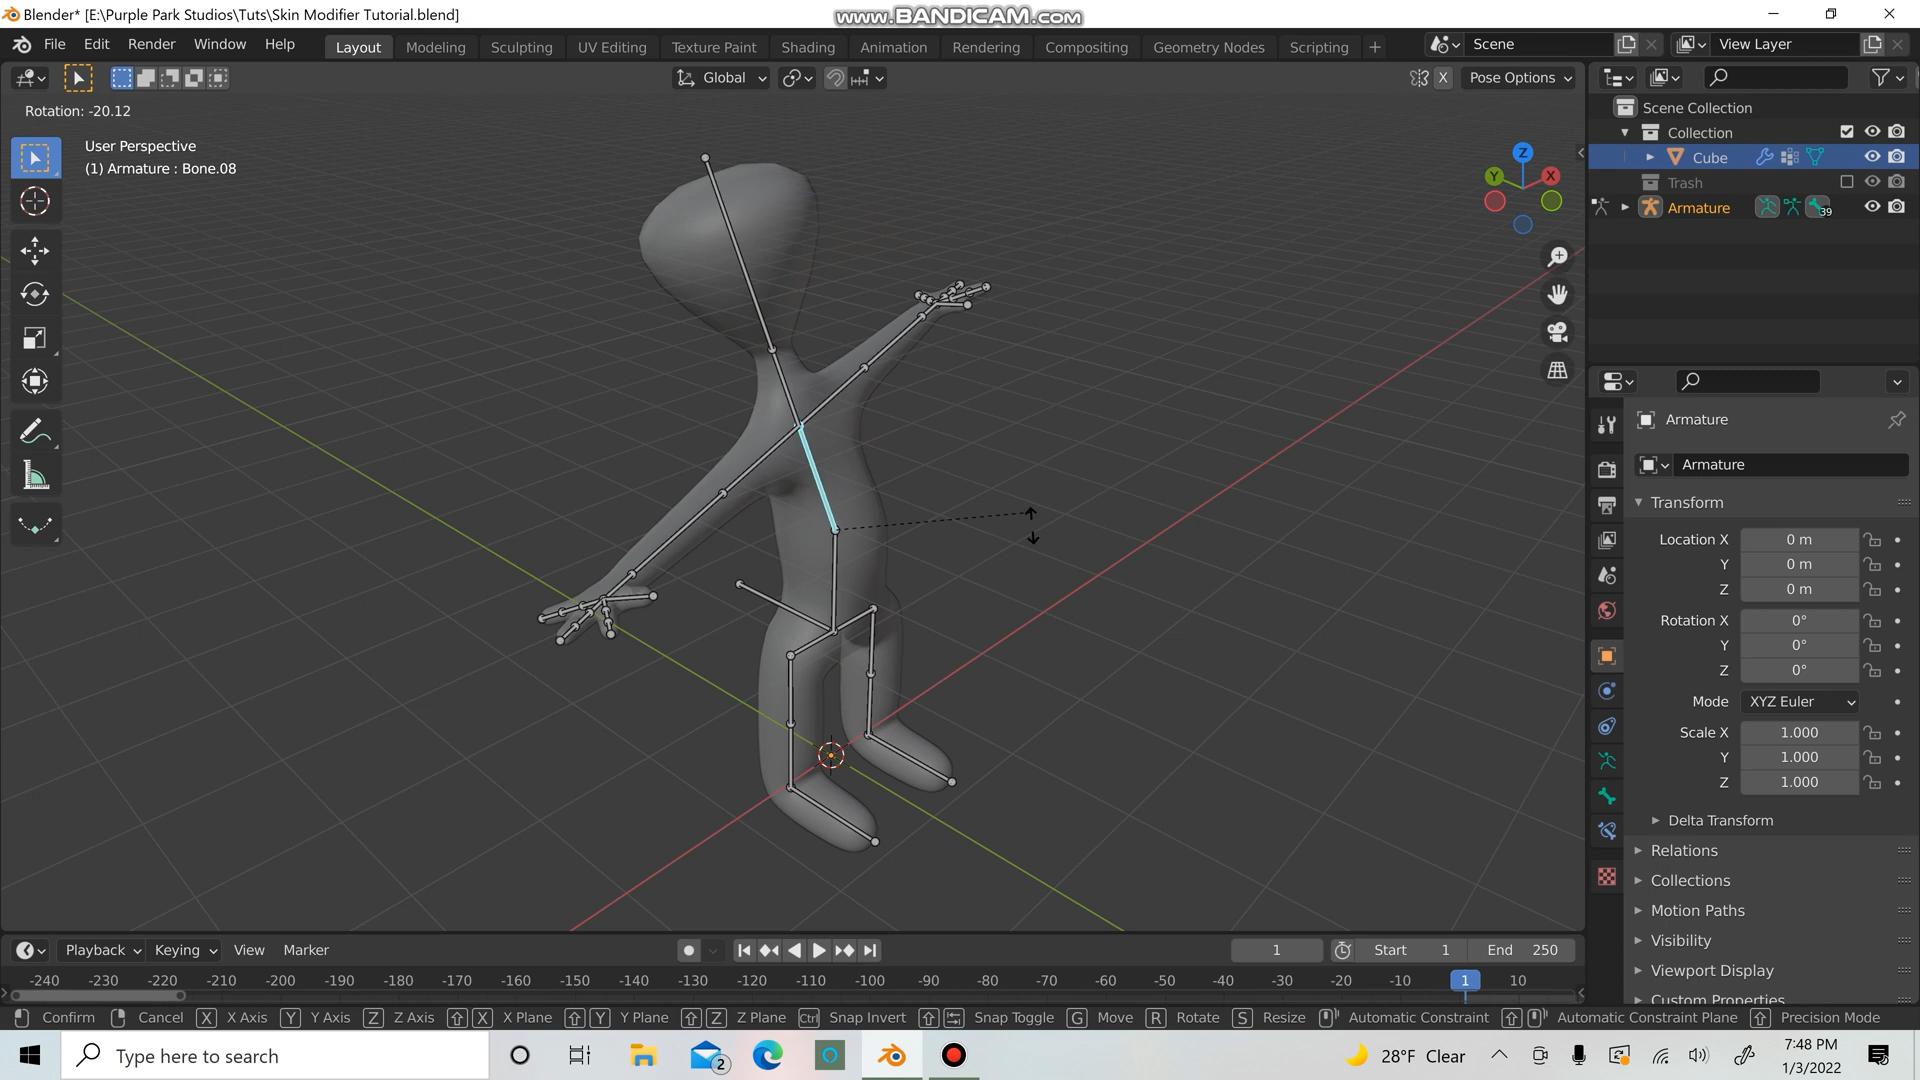 Blender* [E:\Purple Park Studios\Tuts\Skin Modifier Tutorial.blend]
www.BANDICAM.com
File Edit Render Window Help
Layout Modeling Sculpting UV Editing Texture Paint Shading Animation Rendering Compositing Geometry Nodes Scripting +
Scene
View Layer
Global
X Pose Options
Rotation: -20.12
User Perspective
(1) Armature : Bone.08
Z
Y
X
Scene Collection
Collection
Cube
Trash
Armature
39
Armature
Armature
Transform
Location X 0 m
Y 0 m
Z 0 m
Rotation X 0°
Y 0°
Z 0°
Mode XYZ Euler
Scale X 1.000
Y 1.000
Z 1.000
Delta Transform
Relations
Collections
Motion Paths
Visibility
Viewport Display
Custom Properties
Playback Keying View Marker
1
Start 1
End 250
-240 -230 -220 -210 -200 -190 -180 -170 -160 -150 -140 -130 -120 -110 -100 -90 -80 -70 -60 -50 -40 -30 -20 -10 1 10
Confirm Cancel X X Axis Y Y Axis Z Z Axis X X Plane Y Y Plane Z Z Plane Ctrl Snap Invert Snap Toggle G Move R Rotate S Resize Automatic Constraint Automatic Constraint Plane Precision Mode
Type here to search
2
28°F Clear
7:48 PM
1/3/2022